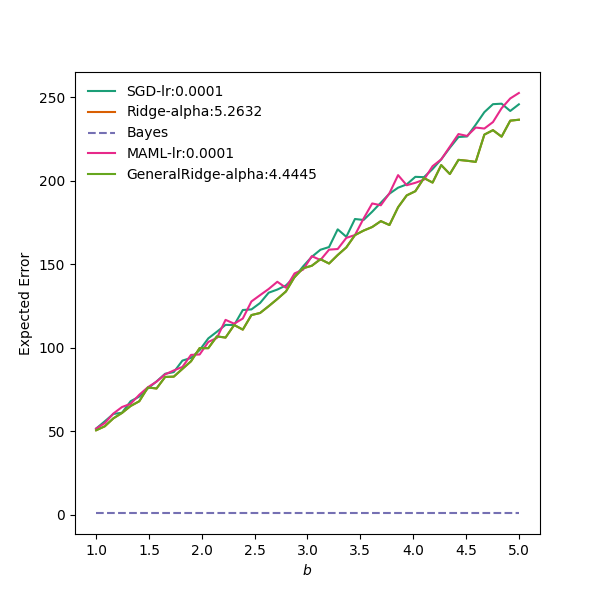 SGD-lr:0.0001
Ridge-alpha:5.2632
Bayes
MAML-lr:0.0001
GeneralRidge-alpha:4.4445
250
200
150
100
50
0
Expected Error
1.0 1.5 2.0 2.5 3.0 3.5 4.0 4.5 5.0
b